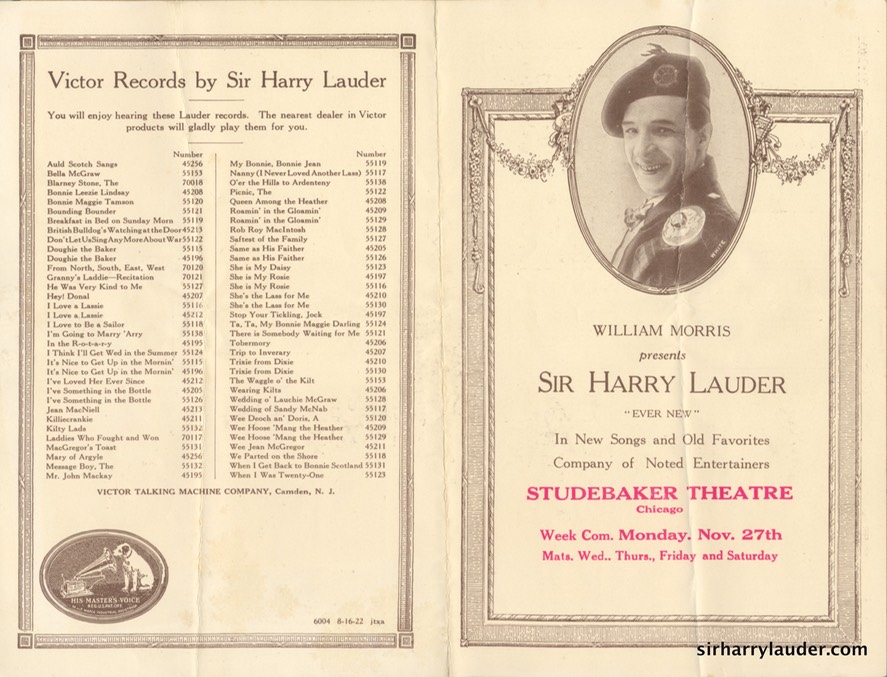 Victor Records by Sir Harry Lauder
You will enjoy hearing these Lauder records. The nearest dealer in Victor
products will gladly play them for you.
Number
Auld Scotch Sangs 45256
Bella McGraw 55153
Blarney Stone, The 70018
Bonnie Leezie Lindsay 45208
Bonnie Maggie Tamson 55120
Bounding Bounder 55121
Breakfast in Bed on Sunday Morn 55119
British Bulldog's Watching at the Door 45213
Don't Let Us Sing Any More About War 55122
Doughie the Baker 55115
Doughie the Baker 45196
From North, South, East, West 70120
Granny's Laddie—Recitation 70121
He Was Very Kind to Me 55127
Hey! Donal 45207
I Love a Lassie 55116
I Love a Lassie 45212
I Love to Be a Sailor 55118
I'm Going to Marry 'Arry 55138
In the R-o-t-a-r-y 45195
I Think I'll Get Wed in the Summer 55124
It's Nice to Get Up in the Mornin' 55115
It's Nice to Get Up in the Mornin' 45196
I've Loved Her Ever Since 45212
I've Something in the Bottle 45205
I've Something in the Bottle 55126
Jean MacNiell 45213
Killiecrankie 45211
Kilty Lads 55132
Laddies Who Fought and Won 70117
MacGregor's Toast 55131
Mary of Argyle 45256
Message Boy, The 55132
Mr. John Mackay 45195
Number
My Bonnie, Bonnie Jean 55119
Nanny (I Never Loved Another Lass) 55117
O'er the Hills to Ardenteny 55138
Picnic, The 55122
Queen Among the Heather 45208
Roamin' in the Gloamin' 45209
Roamin' in the Gloamin' 55129
Rob Roy MacIntosh 55128
Saftest of the Family 55127
Same as His Faither 45205
Same as His Faither 55126
She is My Daisy 55123
She is My Rosie 45197
She is My Rosie 55116
She's the Lass for Me 45210
She's the Lass for Me 55130
Stop Your Tickling, Jock 45197
Ta, Ta, My Bonnie Maggie Darling 55124
There is Somebody Waiting for Me 55121
Tobermory 45206
Trip to Inverary 45207
Trixie from Dixie 45210
Trixie from Dixie 55130
The Waggle o' the Kilt 55153
Wearing Kilts 45206
Wedding o' Lauchie McGraw 55128
Wedding of Sandy McNab 55117
Wee Deoch an' Doris, A 55120
Wee Hoose 'Mang the Heather 45209
Wee Hoose 'Mang the Heather 55129
Wee Jean McGregor 45211
We Parted on the Shore 55118
When I Get Back to Bonnie Scotland 55131
When I Was Twenty-One 55123
VICTOR TALKING MACHINE COMPANY, Camden, N. J.
HIS MASTER'S VOICE
6004 8-16-22 jtxa
WHITE
WILLIAM MORRIS
presents
SIR HARRY LAUDER
"EVER NEW"
In New Songs and Old Favorites
Company of Noted Entertainers
STUDEBAKER THEATRE
Chicago
Week Com. Monday. Nov. 27th
Mats. Wed.. Thurs., Friday and Saturday
sirharrylauder.com